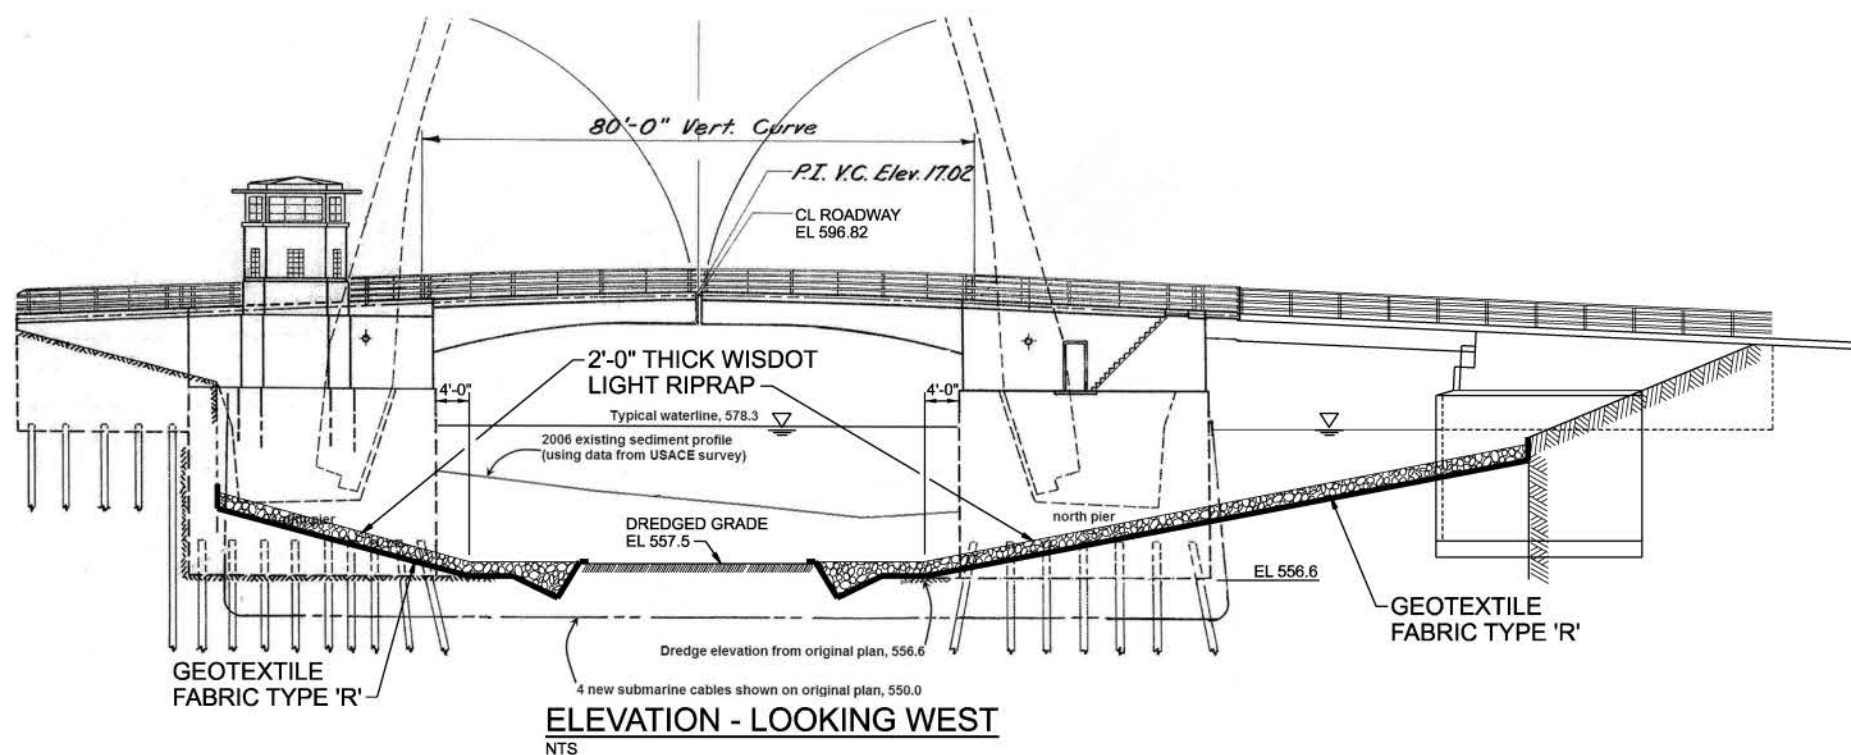 80'-0" Vert. Curve
P.I. V.C. Elev. 17.02
CL ROADWAY
EL 596.82
2'-0" THICK WISDOT
LIGHT RIPRAP
4'-0"
4'-0"
Typical waterline, 578.3
2006 existing sediment profile
(using data from USACE survey)
pier
north pier
DREDGED GRADE
EL 557.5
EL 556.6
GEOTEXTILE
FABRIC TYPE 'R'
Dredge elevation from original plan, 556.6
GEOTEXTILE
FABRIC TYPE 'R'
4 new submarine cables shown on original plan, 550.0
ELEVATION - LOOKING WEST
NTS